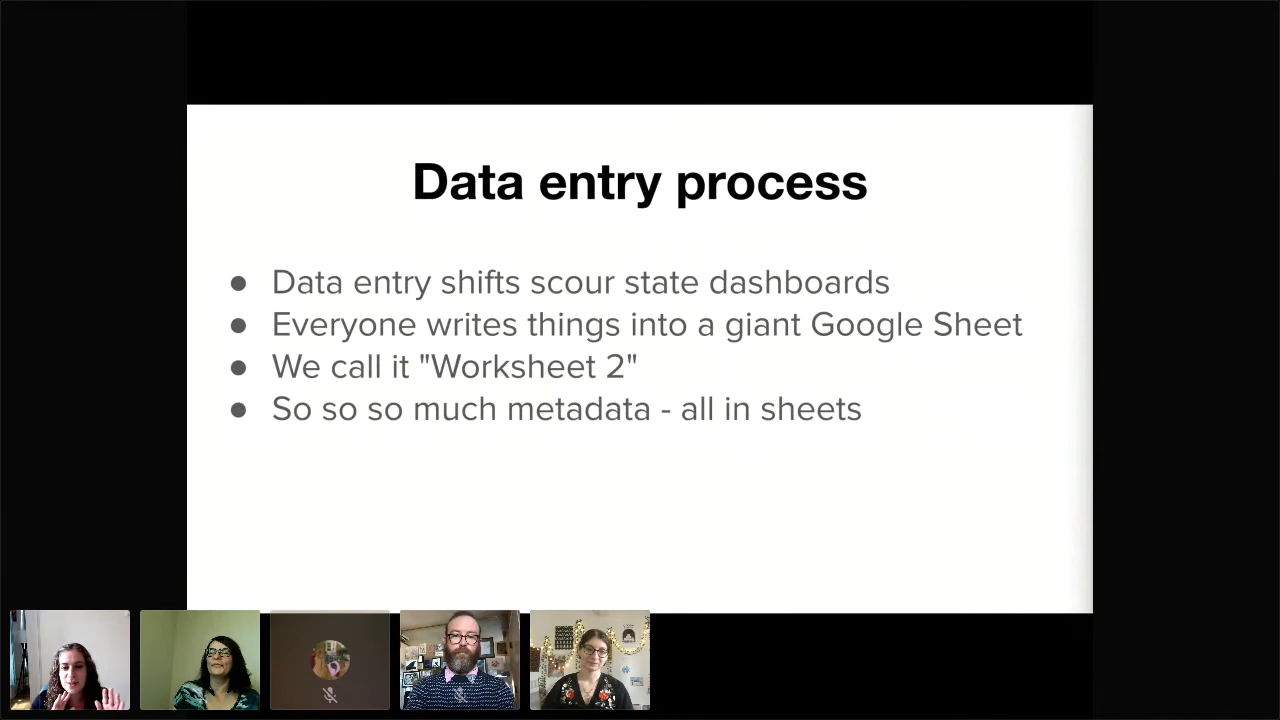 Data entry process
● Data entry shifts scour state dashboards
● Everyone writes things into a giant Google Sheet
● We call it "Worksheet 2"
● So so so much metadata - all in sheets